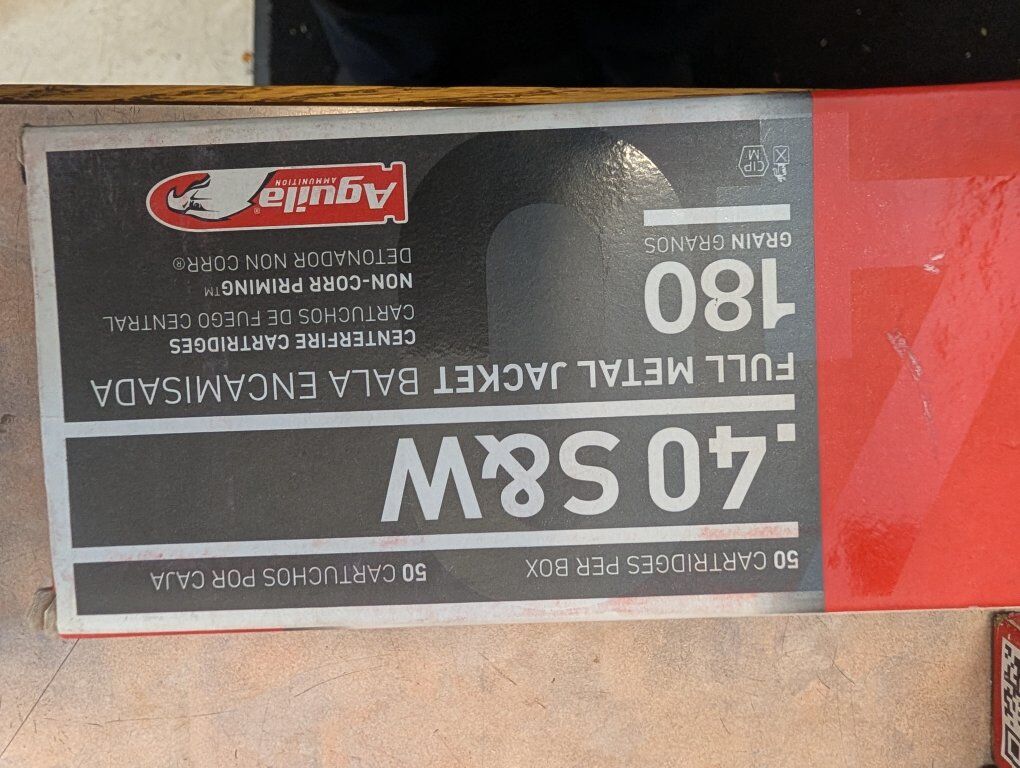 50 CARTRIDGES PER BOX 50 CARTUCHOS POR CAJA
.40 S&W
FULL METAL JACKET BALA ENCAMISADA
180
GRAIN GRANOS
CENTERFIRE CARTRIDGES
CARTUCHOS DE FUEGO CENTRAL
NON-CORR PRIMING™
DETONADOR NON CORR®
Aguila®
AMMUNITION
CIP
M